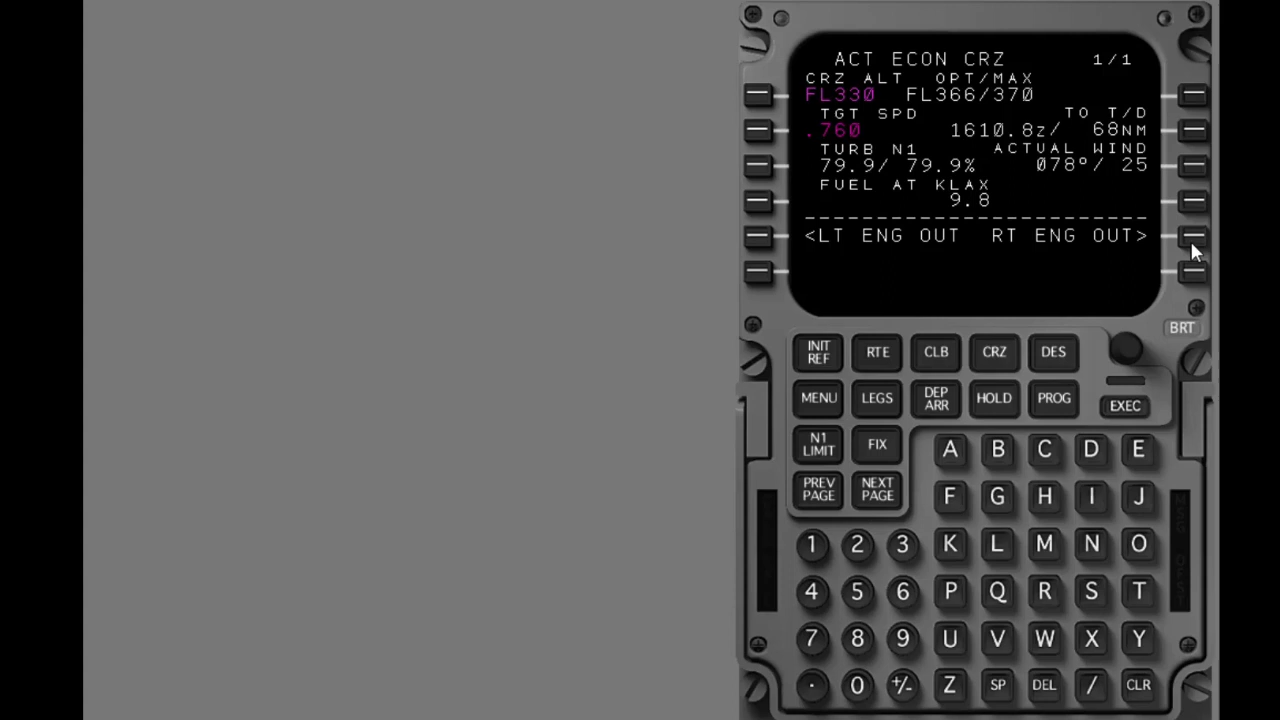 ACT ECON CRZ 1/1
CRZ ALT OPT/MAX
FL330 FL366/370
TGT SPD TO T/D
.760 1610.8z/ 68NM
TURB N1 ACTUAL WIND
79.9/ 79.9% 078°/ 25
FUEL AT KLAX
9.8
------------------------
<LT ENG OUT RT ENG OUT>
BRT
INIT REF RTE CLB CRZ DES
MENU LEGS DEP ARR HOLD PROG EXEC
N1 LIMIT FIX A B C D E
PREV PAGE NEXT PAGE F G H I J
1 2 3 K L M N O
4 5 6 P Q R S T
7 8 9 U V W X Y
. 0 +/- Z SP DEL / CLR